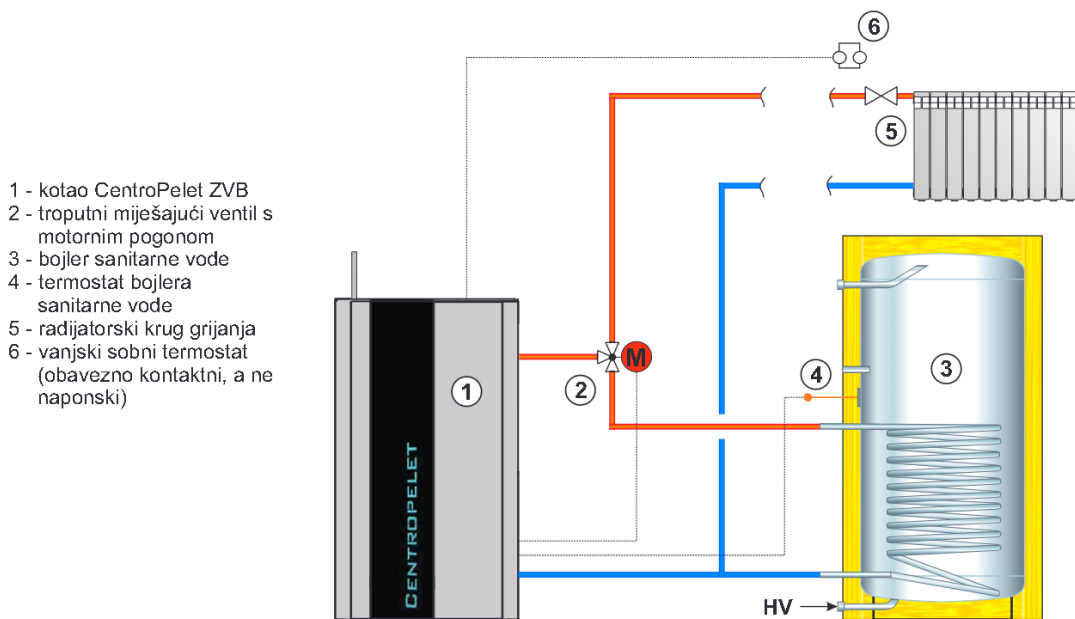 1 - kotao CentroPelet ZVB
2 - troputni miješajući ventil s
motornim pogonom
3 - bojler sanitarne vode
4 - termostat bojlera
sanitarne vode
5 - radijatorski krug grijanja
6 - vanjski sobni termostat
(obavezno kontaktni, a ne
naponski)
6
5
M
2
1
4
3
CENTROPELET
HV